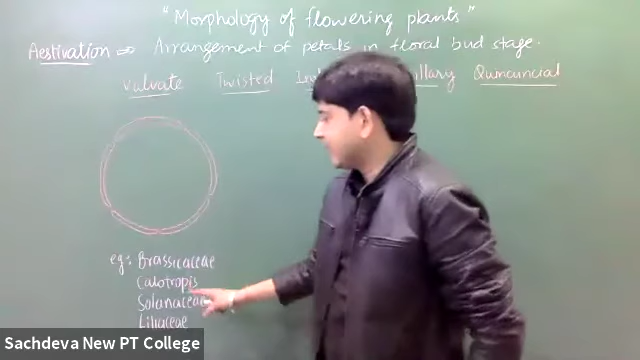 "Morphology of flowering plants"
Aestivation ⇒ Arrangement of petals in floral bud stage.
Valvate Twisted Quncuncial
eg:- Brassicaceae
Calotropis
Solanaceae
Liliaceae
Sachdeva New PT College